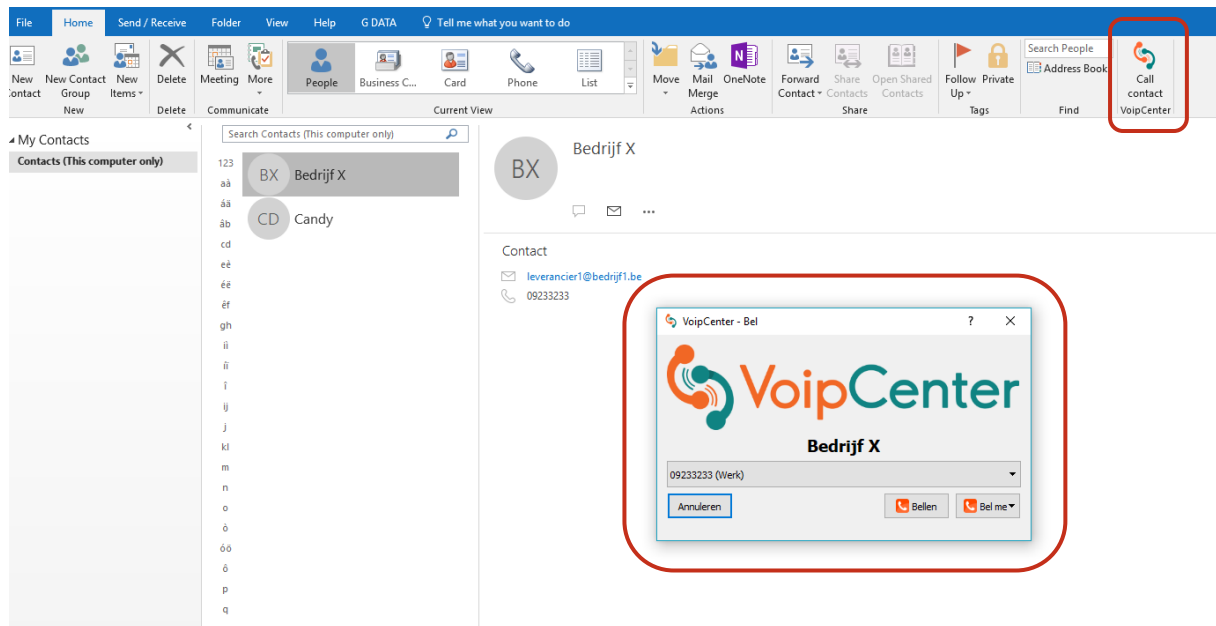 File Home Send / Receive Folder View Help G DATA Tell me what you want to do
New Contact
New Contact Group
New Items
New
Delete
Delete
Meeting
More
Communicate
People
Business C...
Card
Phone
List
Current View
Move
Mail Merge
OneNote
Actions
Forward Contact
Share Contacts
Open Shared Contacts
Share
Follow Up
Private
Tags
Search People
Address Book
Find
Call contact
VoipCenter
My Contacts
Contacts (This computer only)
Search Contacts (This computer only)
123
aà
áä
âb
cd
eè
éë
êf
gh
iì
íï
î
ij
j
kl
m
n
o
ò
óö
ô
p
q
BX Bedrijf X
CD Candy
BX
Bedrijf X
Contact
leverancier1@bedrijf1.be
09233233
VoipCenter - Bel ?
VoipCenter
Bedrijf X
09233233 (Werk)
Annuleren Bellen Bel me